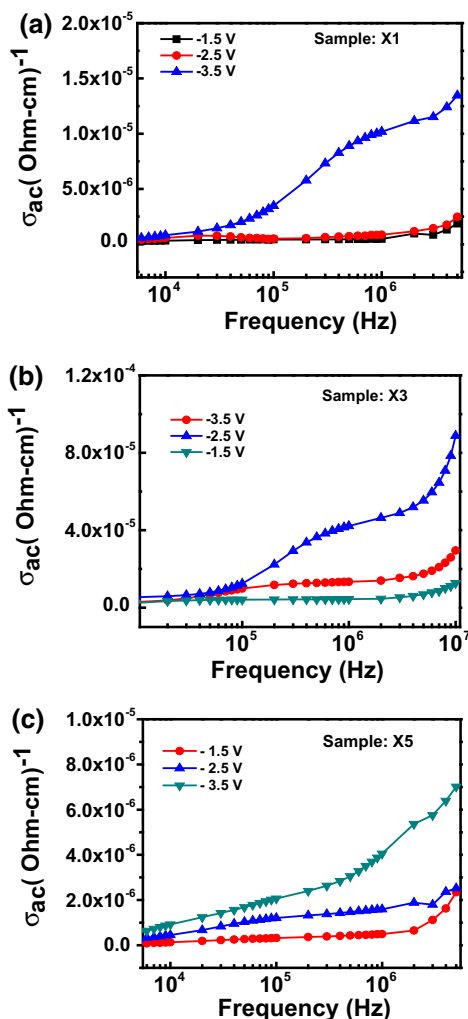 (a)
2.0x10⁻⁵
-1.5 V
-2.5 V
-3.5 V
Sample: X1
1.5x10⁻⁵
1.0x10⁻⁵
5.0x10⁻⁶
0.0
σac( Ohm-cm)⁻¹
10⁴ 10⁵ 10⁶
Frequency (Hz)
(b)
1.2x10⁻⁴
Sample: X3
-3.5 V
-2.5 V
-1.5 V
8.0x10⁻⁵
4.0x10⁻⁵
0.0
σac( Ohm-cm)⁻¹
10⁵ 10⁶ 10⁷
Frequency (Hz)
(c)
1.0x10⁻⁵
- 1.5 V
- 2.5 V
- 3.5 V
Sample: X5
8.0x10⁻⁶
6.0x10⁻⁶
4.0x10⁻⁶
2.0x10⁻⁶
0.0
σac( Ohm-cm)⁻¹
10⁴ 10⁵ 10⁶
Frequency (Hz)